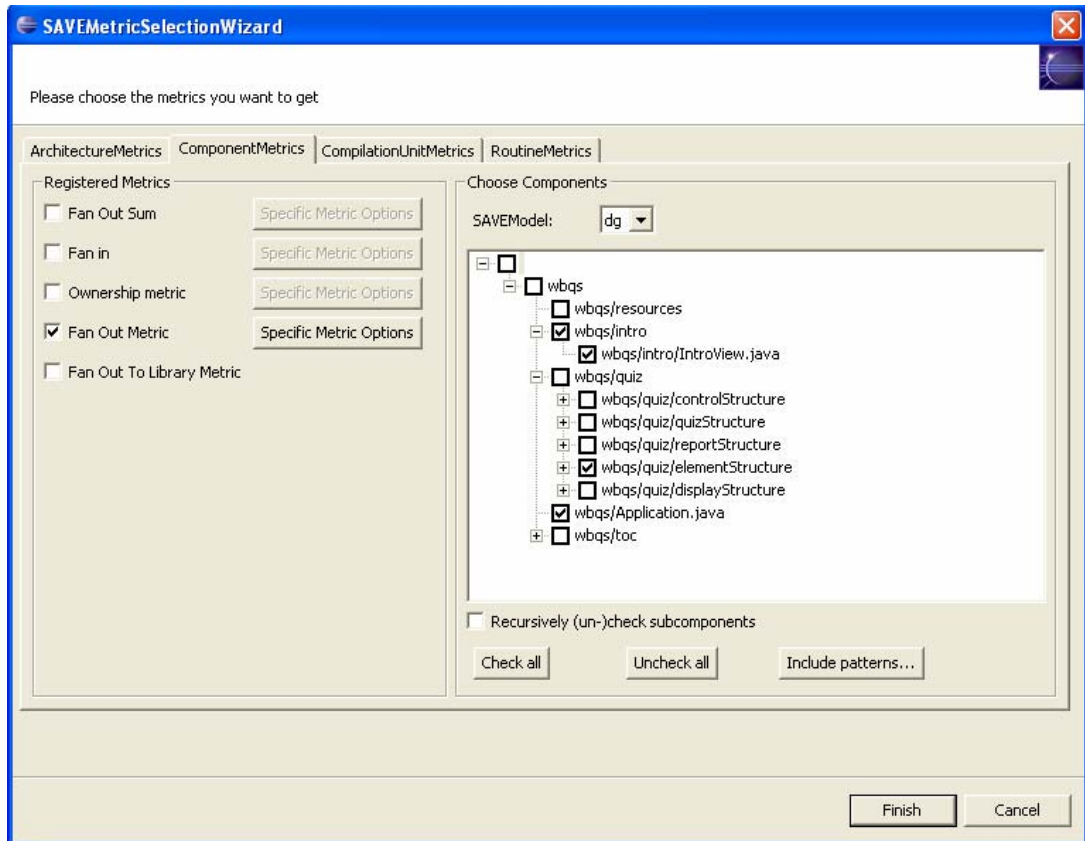 SAVEMetricSelectionWizard
Please choose the metrics you want to get
ArchitectureMetrics ComponentMetrics CompilationUnitMetrics RoutineMetrics
Registered Metrics
Fan Out Sum Specific Metric Options
Fan in Specific Metric Options
Ownership metric Specific Metric Options
Fan Out Metric Specific Metric Options
Fan Out To Library Metric
Choose Components
SAVEModel: dg
wbqs
wbqs/resources
wbqs/intro
wbqs/intro/IntroView.java
wbqs/quiz
wbqs/quiz/controlStructure
wbqs/quiz/quizStructure
wbqs/quiz/reportStructure
wbqs/quiz/elementStructure
wbqs/quiz/displayStructure
wbqs/Application.java
wbqs/toc
Recursively (un-)check subcomponents
Check all Uncheck all Include patterns...
Finish Cancel